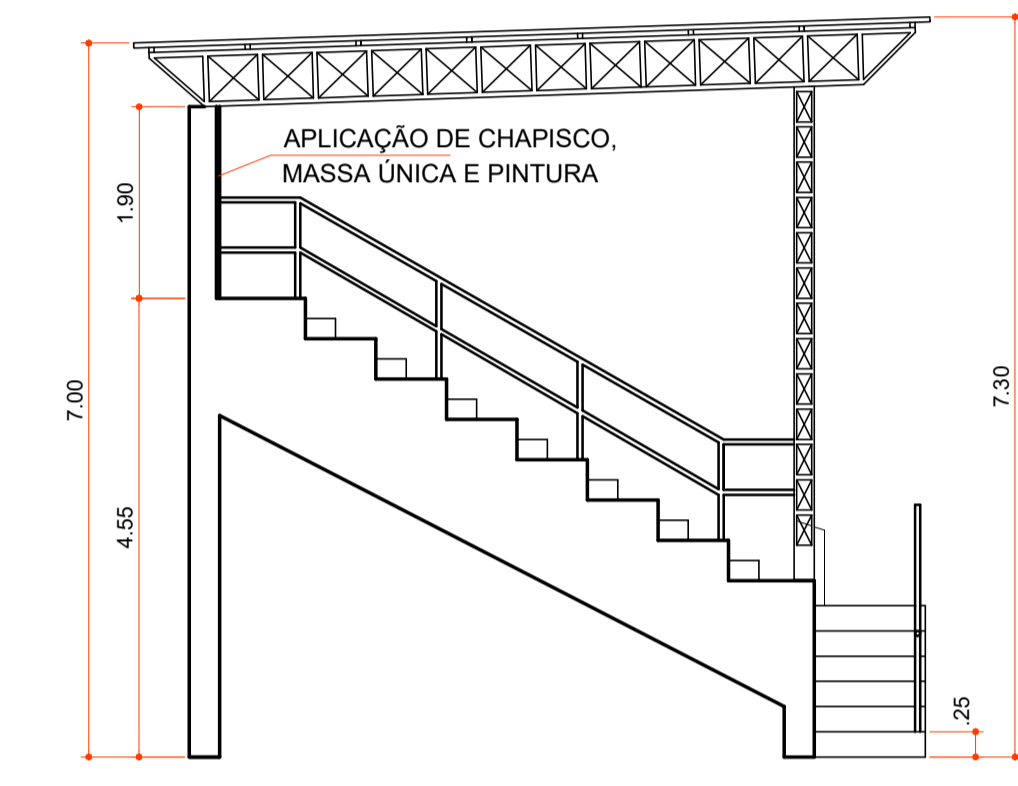 APLICAÇÃO DE CHAPISCO,
MASSA ÚNICA E PINTURA
1.90
7.00
7.30
4.55
.25